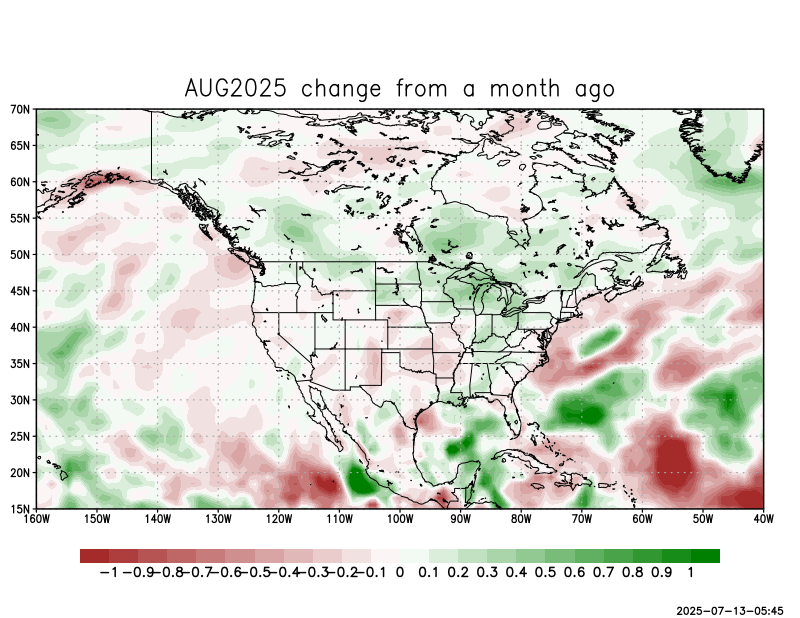 AUG2025 change from a month ago
70N
65N
60N
55N
50N
45N
40N
35N
30N
25N
20N
15N
160W 150W 140W 130W 120W 110W 100W 90W 80W 70W 60W 50W 40W
-1 -0.9 -0.8 -0.7 -0.6 -0.5 -0.4 -0.3 -0.2 -0.1 0 0.1 0.2 0.3 0.4 0.5 0.6 0.7 0.8 0.9 1
2025-07-13-05:45